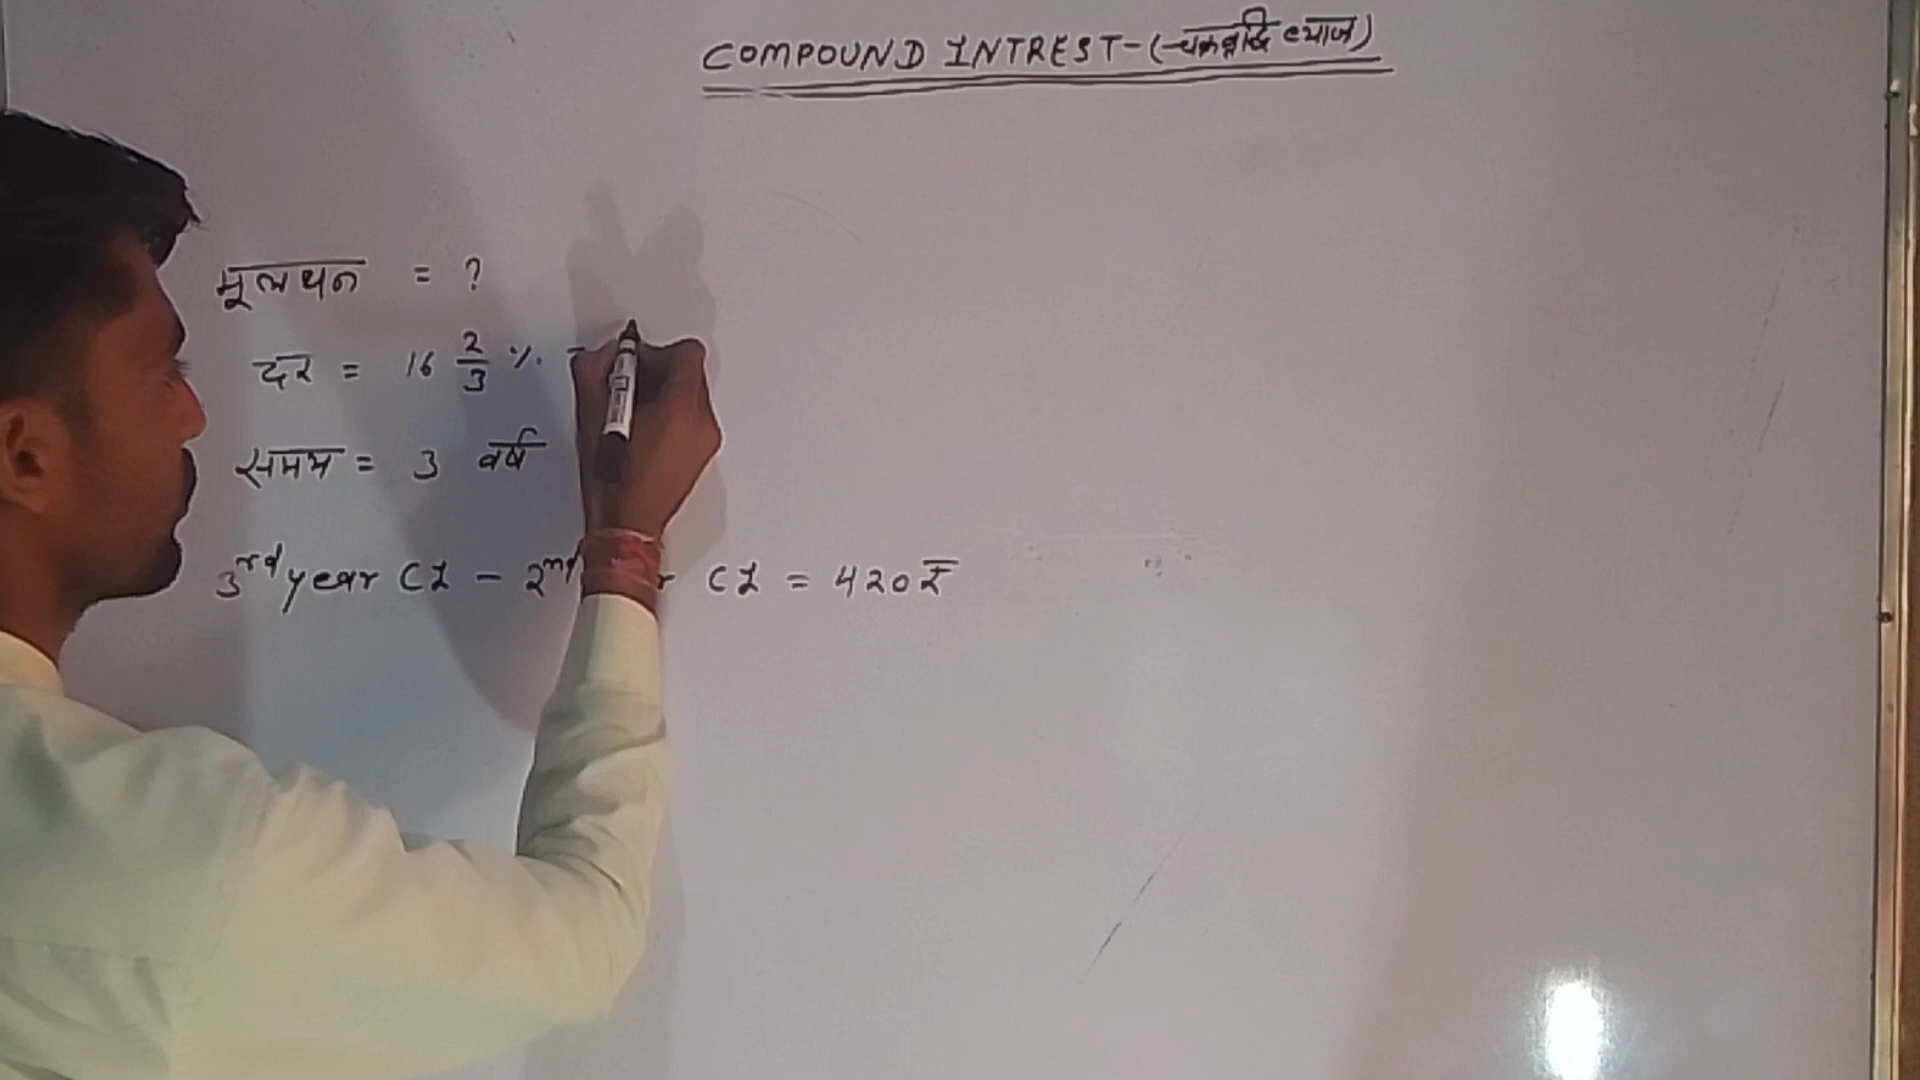 COMPOUND INTREST-(चक्रवृद्धि ब्याज)
मूलधन = ?
दर = 16 2/3 %
समय = 3 वर्ष
3rd year CI - 2nd CI = 420₹